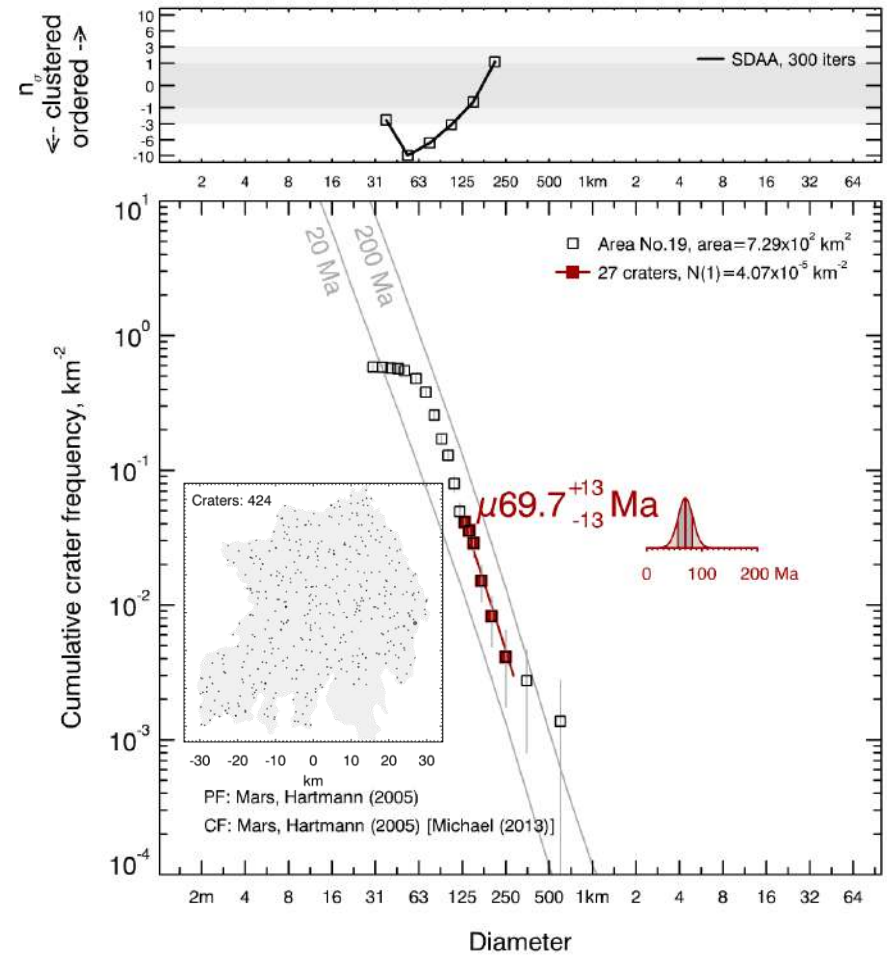 10
6
3
1
0
-1
-3
-6
-10
nσ
<-- clustered
ordered -->
SDAA, 300 iters
2 4 8 16 31 63 125 250 500 1km 2 4 8 16 32 64
10¹
10⁰
10⁻¹
10⁻²
10⁻³
10⁻⁴
Cumulative crater frequency, km⁻²
20 Ma
200 Ma
Area No.19, area=7.29x10² km²
27 craters, N(1)=4.07x10⁻⁵ km⁻²
μ69.7 +13 -13 Ma
0 100 200 Ma
Craters: 424
-30 -20 -10 0 10 20 30
km
PF: Mars, Hartmann (2005)
CF: Mars, Hartmann (2005) [Michael (2013)]
2m 4 8 16 31 63 125 250 500 1km 2 4 8 16 32 64
Diameter